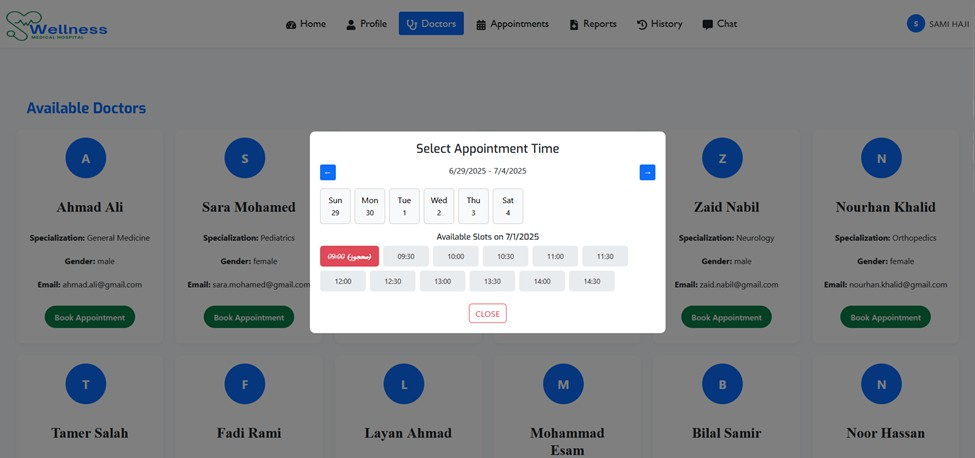 Wellness
MEDICAL HOSPITAL
Home Profile Doctors Appointments Reports History Chat
S SAMI HAJI
Available Doctors
A S Z N
Ahmad Ali Sara Mohamed Zaid Nabil Nourhan Khalid
Specialization: General Medicine Specialization: Pediatrics Specialization: Neurology Specialization: Orthopedics
Gender: male Gender: female Gender: male Gender: female
Email: ahmad.ali@gmail.com Email: sara.mohamed@gmail.com Email: zaid.nabil@gmail.com Email: nourhan.khalid@gmail.com
Book Appointment Book Appointment Book Appointment Book Appointment
Select Appointment Time
← 6/29/2025 - 7/4/2025 →
Sun Mon Tue Wed Thu Sat
29 30 1 2 3 4
Available Slots on 7/1/2025
09:00 (محجوز) 09:30 10:00 10:30 11:00 11:30
12:00 12:30 13:00 13:30 14:00 14:30
CLOSE
T F L M B N
Tamer Salah Fadi Rami Layan Ahmad Mohammad Bilal Samir Noor Hassan
Esam